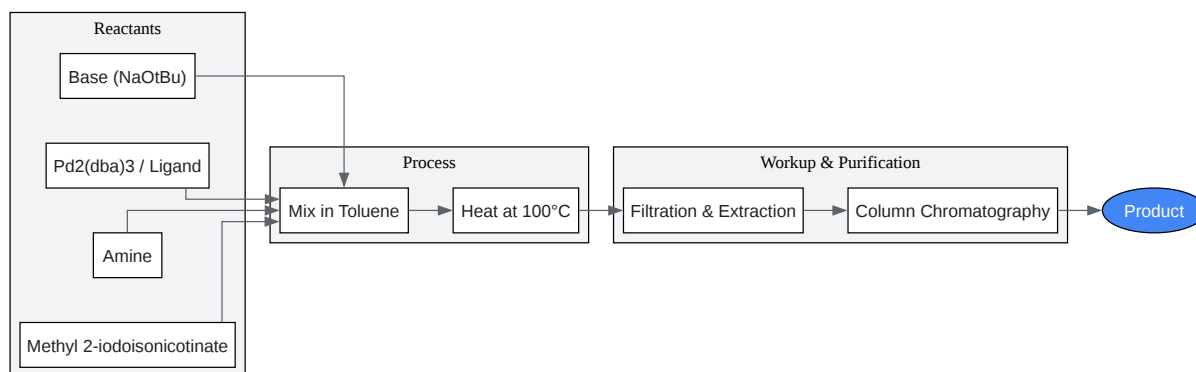 Reactants
Base (NaOtBu)
Pd2(dba)3 / Ligand
Amine
Methyl 2-iodoisonicotinate
Process
Mix in Toluene
Heat at 100°C
Workup & Purification
Filtration & Extraction
Column Chromatography
Product